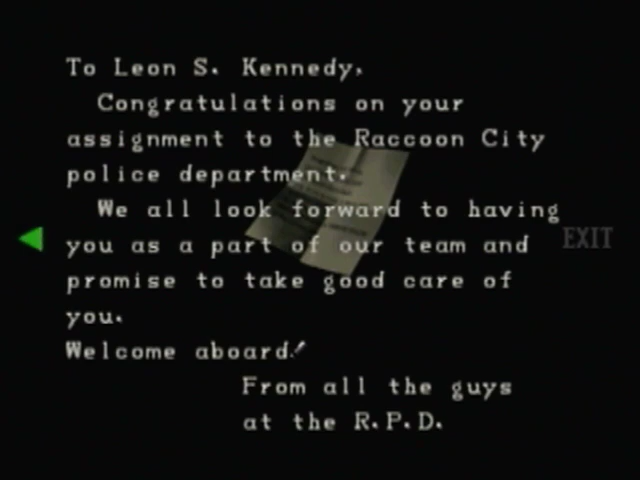 To Leon S. Kennedy,
Congratulations on your
assignment to the Raccoon City
police department.
We all look forward to having
you as a part of our team and
EXIT
promise to take good care of
you.
Welcome aboard!
From all the guys
at the R.P.D.